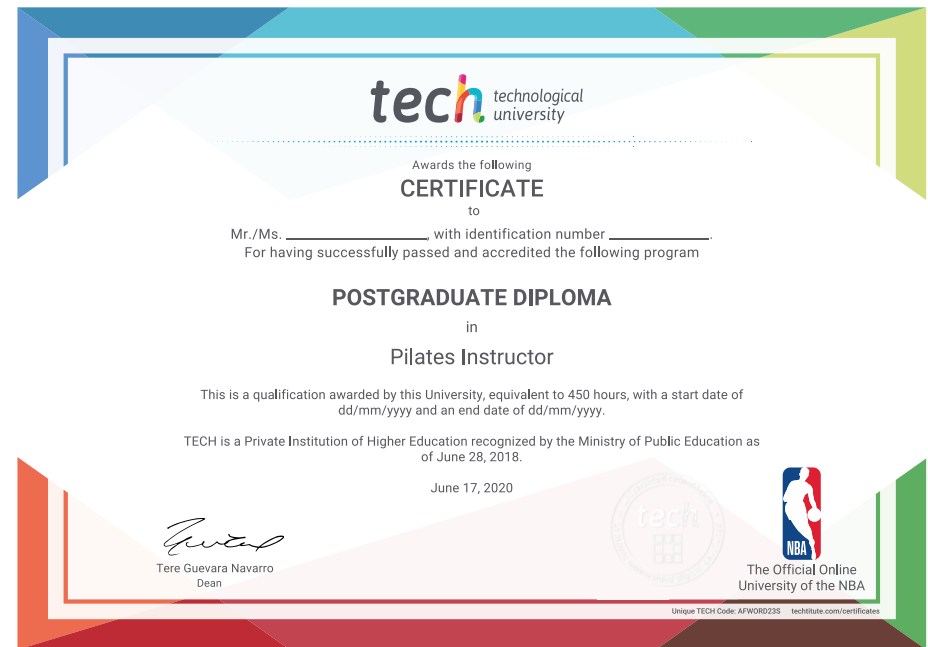 tech technological
university
Awards the following
CERTIFICATE
to
Mr./Ms. ____________, with identification number ____________.
For having successfully passed and accredited the following program
POSTGRADUATE DIPLOMA
in
Pilates Instructor
This is a qualification awarded by this University, equivalent to 450 hours, with a start date of
dd/mm/yyyy and an end date of dd/mm/yyyy.
TECH is a Private Institution of Higher Education recognized by the Ministry of Public Education as
of June 28, 2018.
June 17, 2020
tech
NBA
Tere Guevara Navarro
Dean
The Official Online
University of the NBA
Unique TECH Code: AFWORD23S techtitute.com/certificates